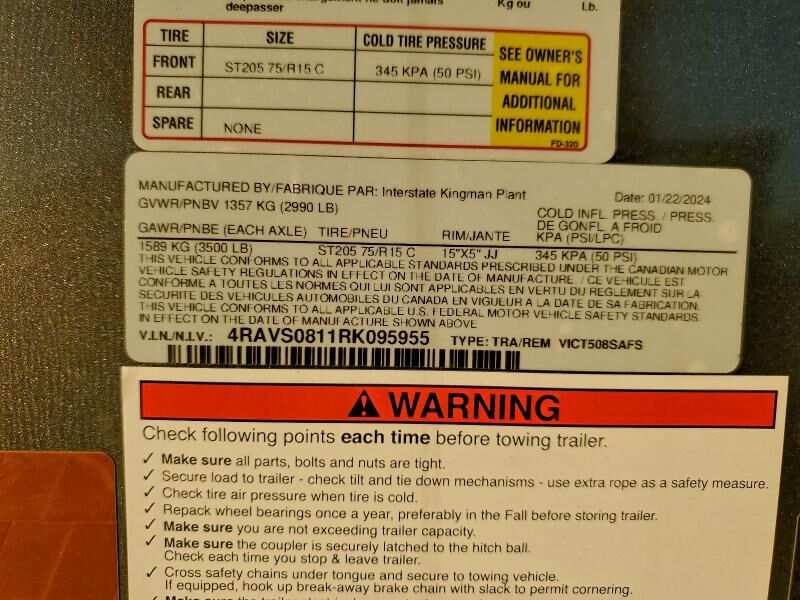 deepasser Kg ou Lb.
TIRE SIZE COLD TIRE PRESSURE SEE OWNER'S MANUAL FOR ADDITIONAL INFORMATION
FRONT ST205 75/R15 C 345 KPA (50 PSI)
REAR
SPARE NONE
FD-320
MANUFACTURED BY/FABRIQUE PAR: Interstate Kingman Plant Date: 01/22/2024
GVWR/PNBV 1357 KG (2990 LB)
COLD INFL. PRESS. / PRESS.
DE GONFL. A FROID
GAWR/PNBE (EACH AXLE) TIRE/PNEU RIM/JANTE KPA (PSI/LPC)
1589 KG (3500 LB) ST205 75/R15 C 15"X5" JJ 345 KPA (50 PSI)
THIS VEHICLE CONFORMS TO ALL APPLICABLE STANDARDS PRESCRIBED UNDER THE CANADIAN MOTOR
VEHICLE SAFETY REGULATIONS IN EFFECT ON THE DATE OF MANUFACTURE. / CE VEHICULE EST
CONFORME A TOUTES LES NORMES QUI LUI SONT APPLICABLES EN VERTU DU REGLEMENT SUR LA
SECURITE DES VEHICULES AUTOMOBILES DU CANADA EN VIGUEUR A LA DATE DE SA FABRICATION.
THIS VEHICLE CONFORMS TO ALL APPLICABLE U.S. FEDERAL MOTOR VEHICLE SAFETY STANDARDS.
IN EFFECT ON THE DATE OF MANUFACTURE SHOWN ABOVE
V.I.N./N.I.V.: 4RAVS0811RK095955 TYPE: TRA/REM VICT508SAFS
WARNING
Check following points each time before towing trailer.
✓ Make sure all parts, bolts and nuts are tight.
✓ Secure load to trailer - check tilt and tie down mechanisms - use extra rope as a safety measure.
✓ Check tire air pressure when tire is cold.
✓ Repack wheel bearings once a year, preferably in the Fall before storing trailer.
✓ Make sure you are not exceeding trailer capacity.
✓ Make sure the coupler is securely latched to the hitch ball.
Check each time you stop & leave trailer.
✓ Cross safety chains under tongue and secure to towing vehicle.
If equipped, hook up break-away brake chain with slack to permit cornering.